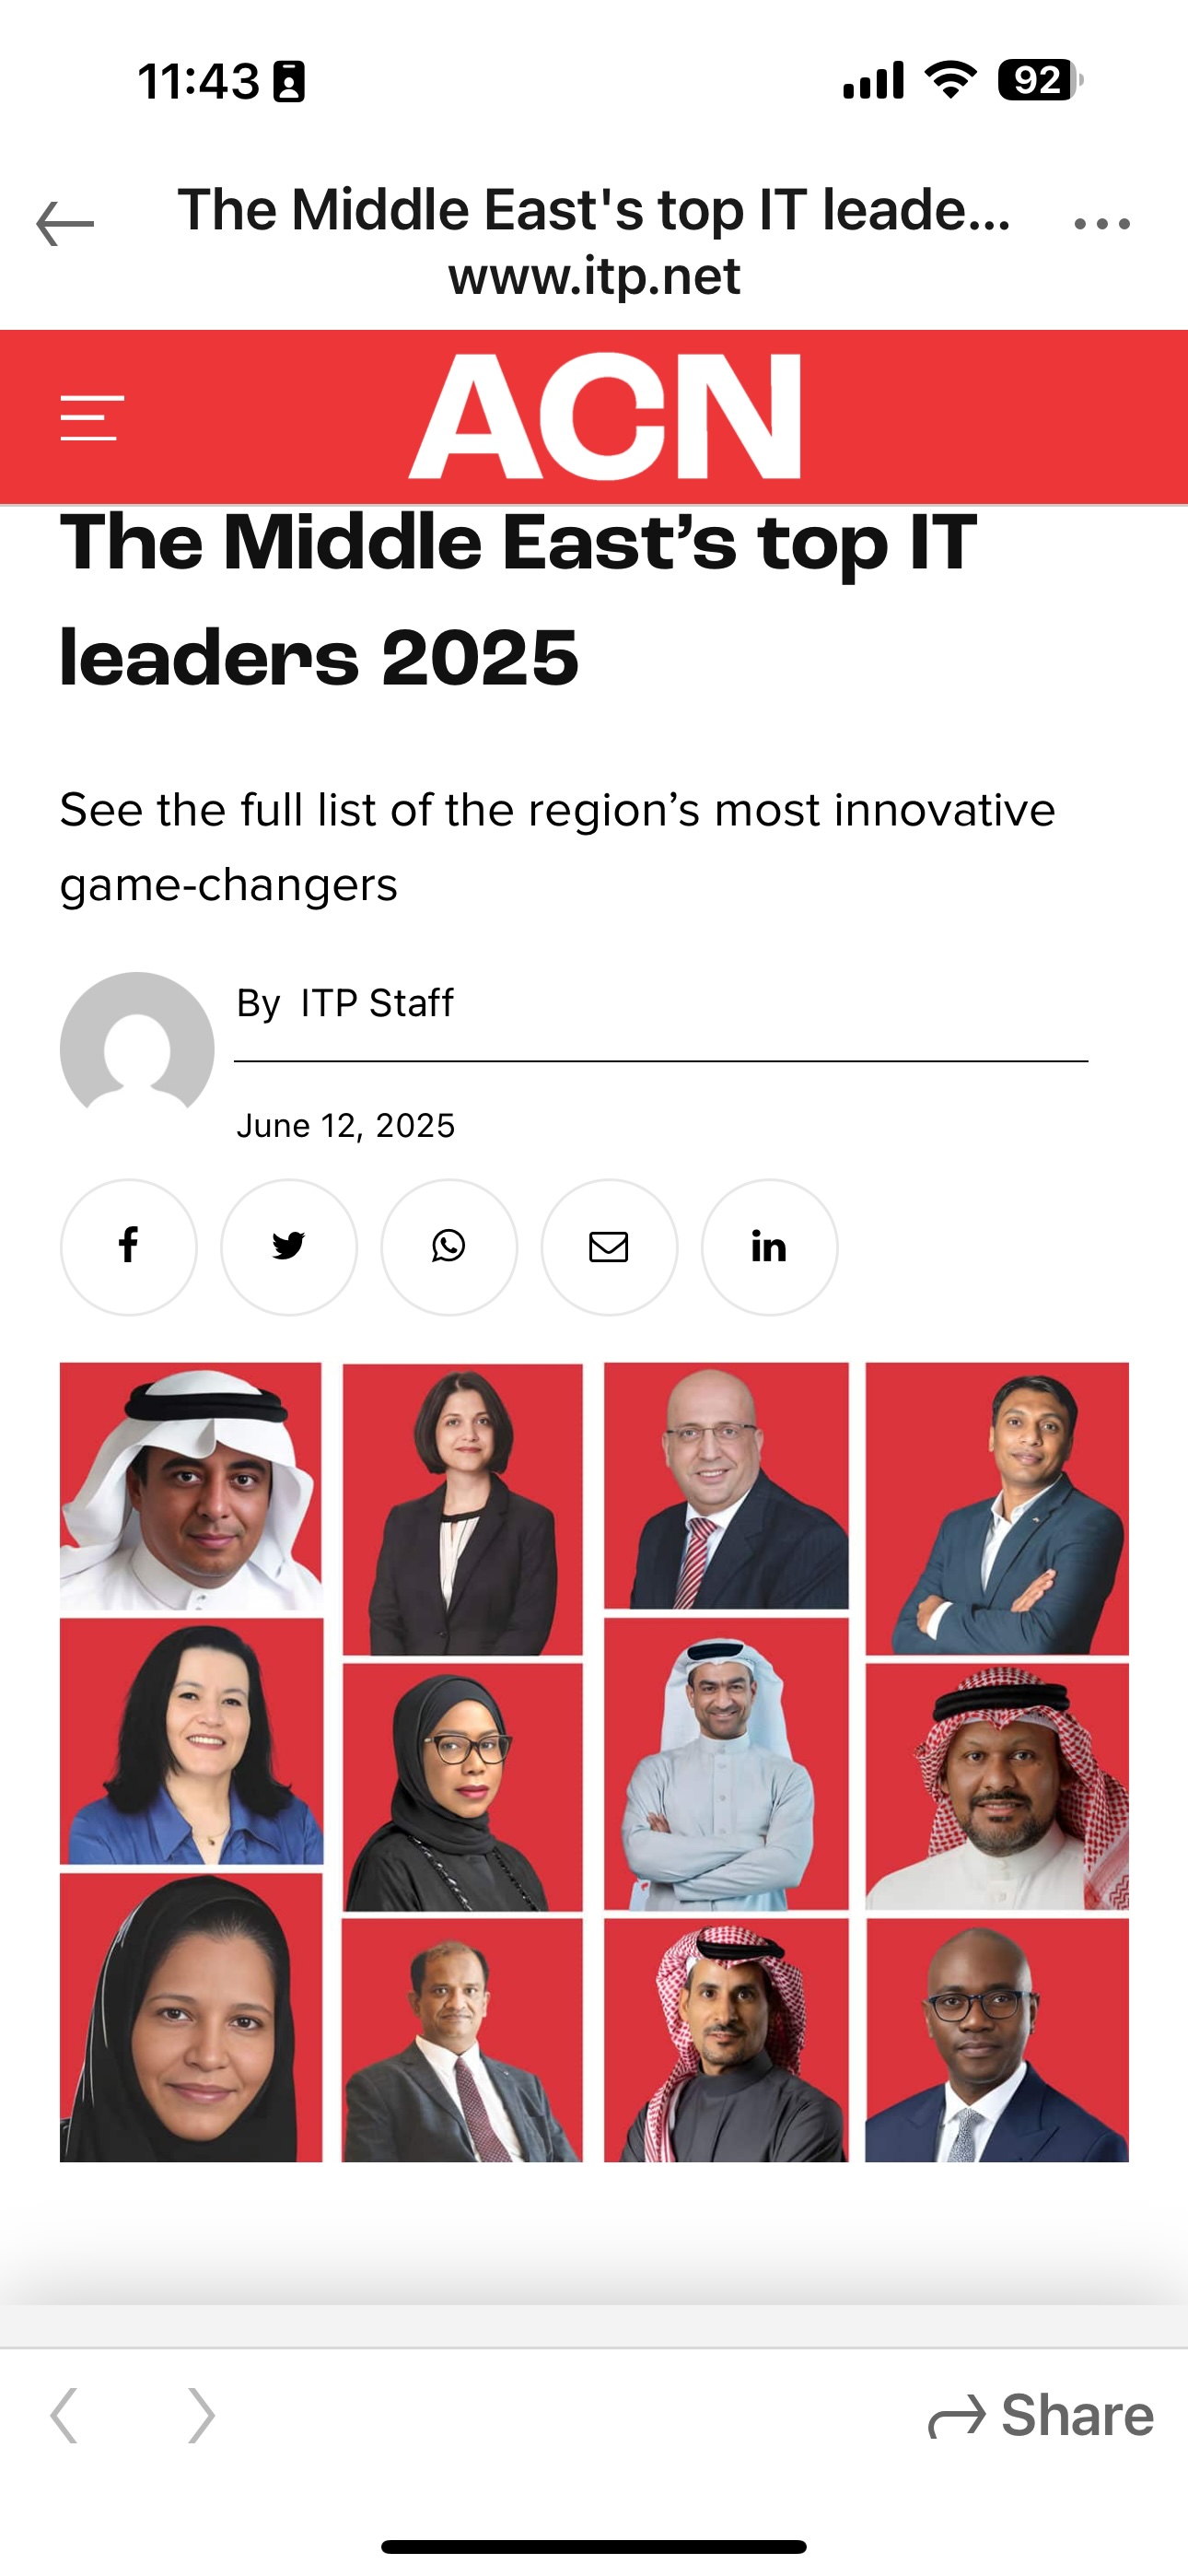 11:43
92
The Middle East's top IT leade...
www.itp.net
ACN
The Middle East’s top IT
leaders 2025
See the full list of the region’s most innovative
game-changers
By ITP Staff
June 12, 2025
Share